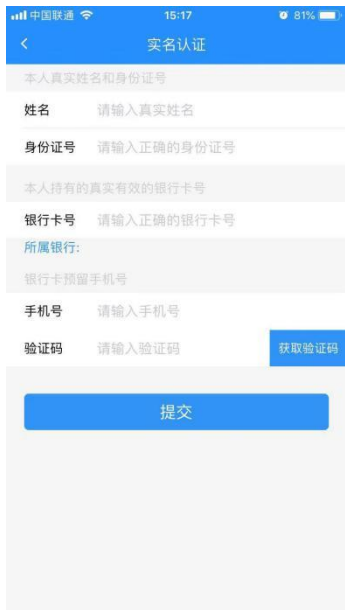 中国联通 15:17 81%
实名认证
本人真实姓名和身份证号
姓名 请输入真实姓名
身份证号 请输入正确的身份证号
本人持有的真实有效的银行卡号
银行卡号 请输入正确的银行卡号
所属银行:
银行卡预留手机号
手机号 请输入手机号
验证码 请输入验证码 获取验证码
提交